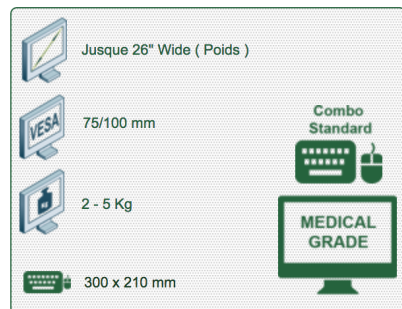 Jusque 26" Wide ( Poids )
Combo
Standard
VESA
75/100 mm
2 - 5 Kg
MEDICAL
GRADE
300 x 210 mm